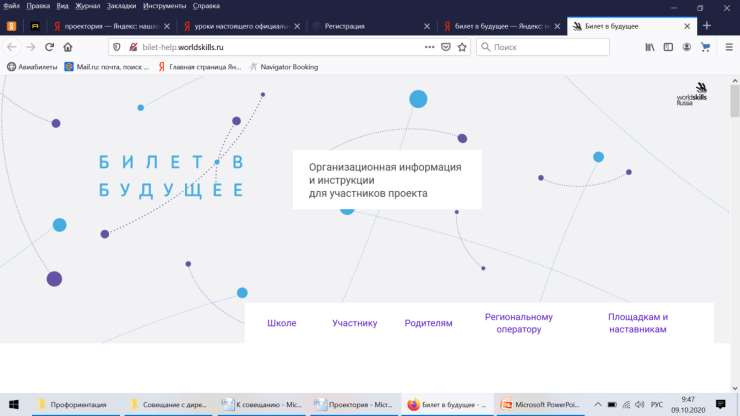 Файл Правка Вид Журнал Закладки Инструменты Справка
проектория — Яндекс: наш
уроки настоящего официаль
Регистрация
билет в будущее — Яндекс: н
Билет в будущее
bilet-help.worldskills.ru
Поиск
Авиабилеты Mail.ru: почта, поиск ... Главная страница Ян... Navigator Booking
worldskills
Russia
БИЛЕТ В
БУДУЩЕЕ
Организационная информация
и инструкции
для участников проекта
Школе
Участнику
Родителям
Региональному
оператору
Площадкам и
наставникам
Профориентация
Совещание с дире...
К совещанию - Mic...
Проектория - Micr...
Билет в будущее - ...
Microsoft PowerPoi...
РУС
9:47
09.10.2020